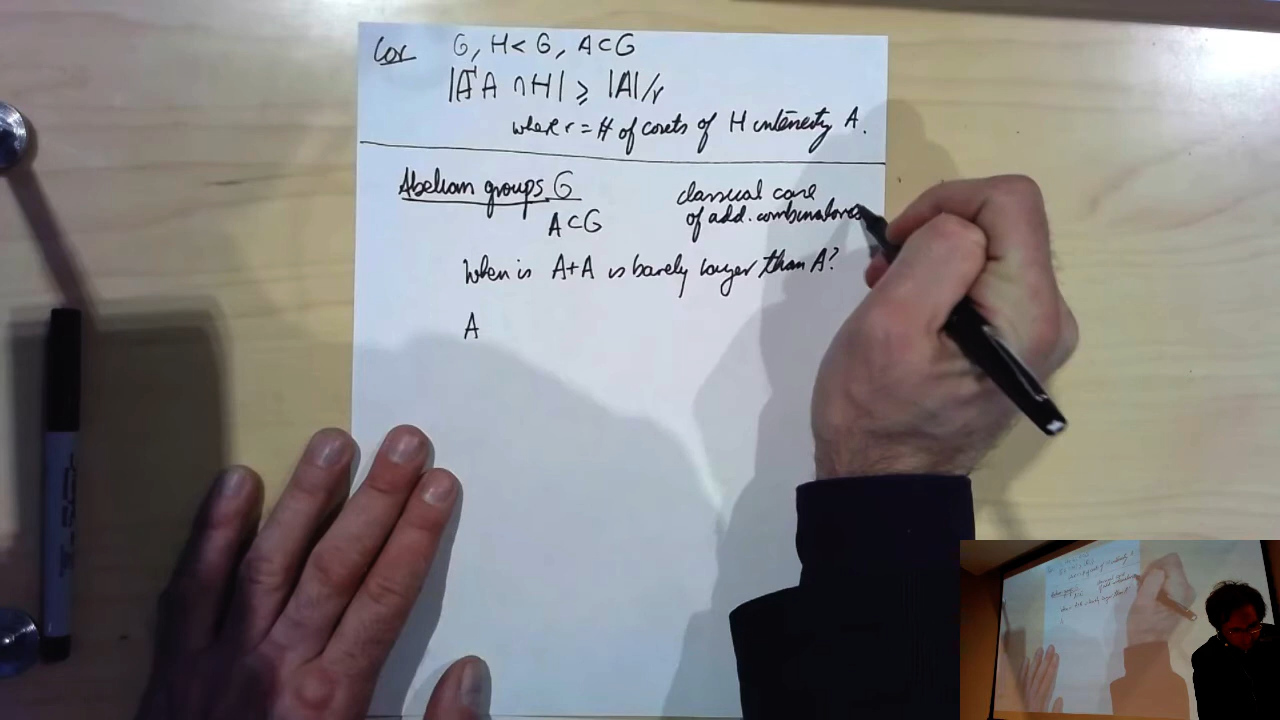 Cor G, H < G, A ⊂ G
|A⁻¹A ∩ H| ⩾ |A|/r
where r = # of cosets of H intersecting A.
Abelian groups G
classical case
of add. combinatorics
A ⊂ G
When is A+A is barely larger than A?
A